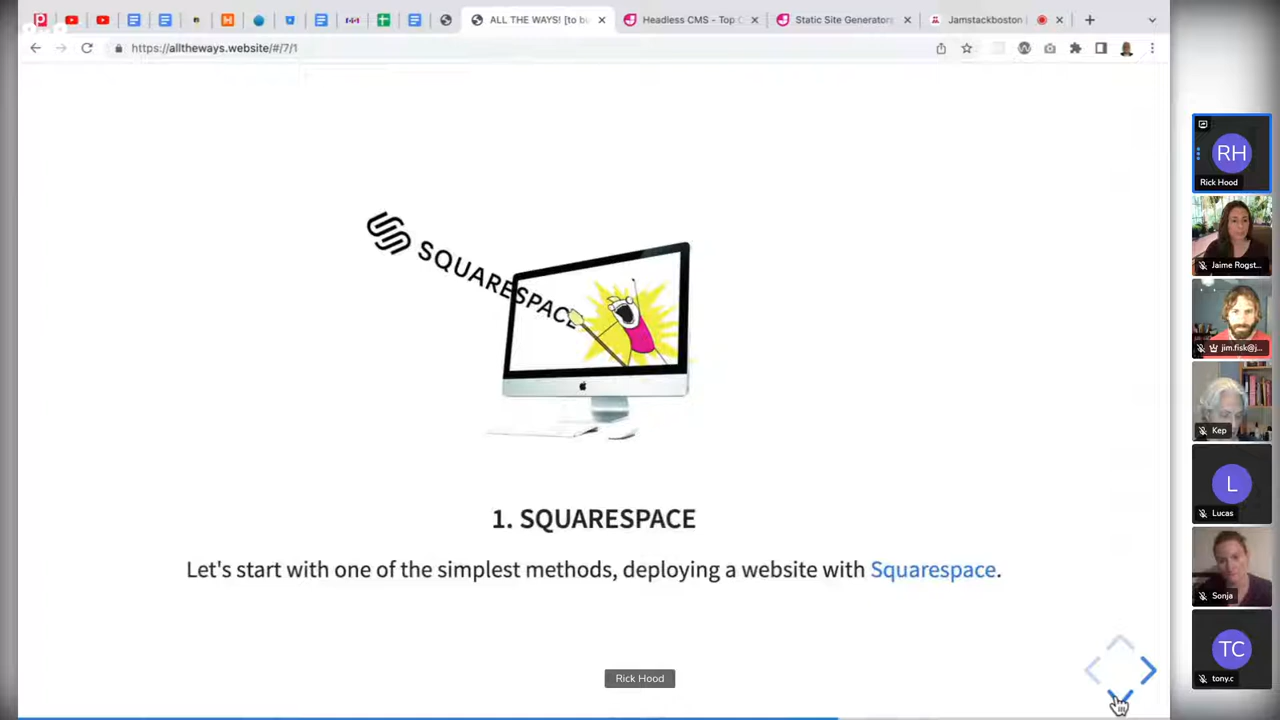 ALL THE WAYS! [to b
Headless CMS - Top C
Static Site Generators
Jamstackboston
https://alltheways.website/#/7/1
SQUARESPACE
1. SQUARESPACE
Let's start with one of the simplest methods, deploying a website with Squarespace.
Rick Hood
RH
Rick Hood
Jaime Rogst...
jim.fisk@j...
Kep
L
Lucas
Sonja
TC
tony.c